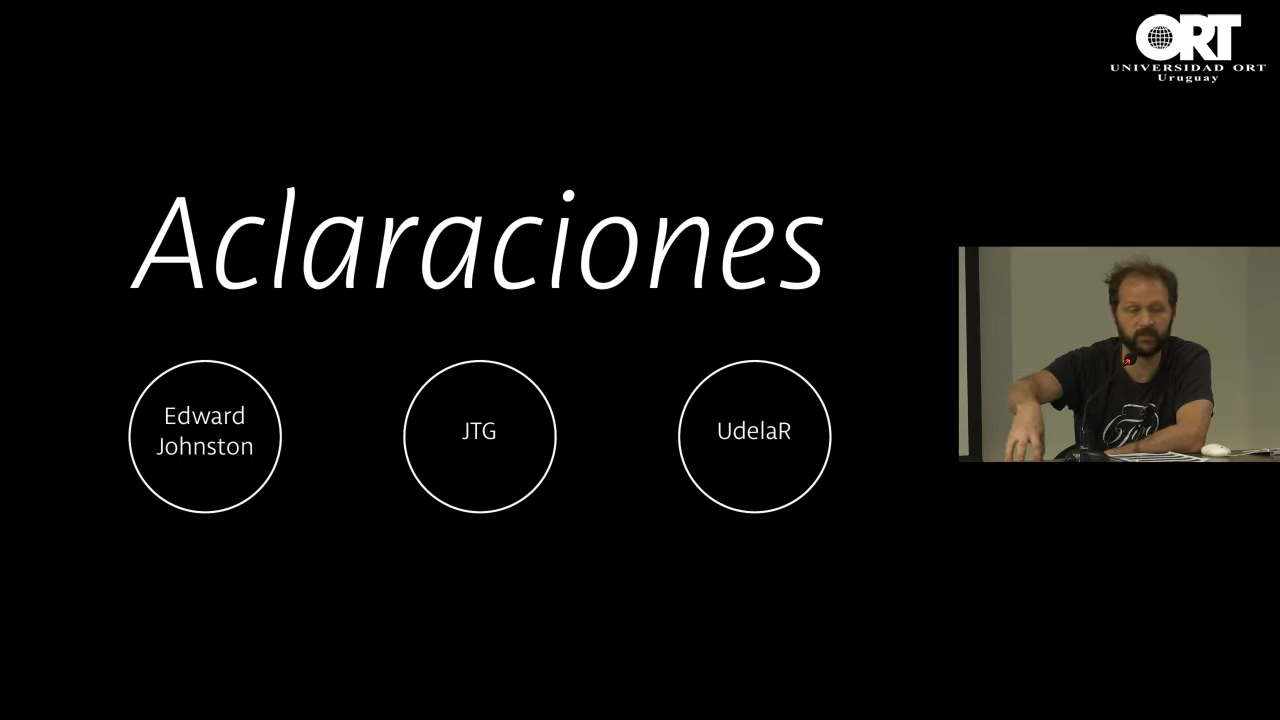 ORT
UNIVERSIDAD ORT
Uruguay
Aclaraciones
Edward
Johnston
JTG
UdelaR